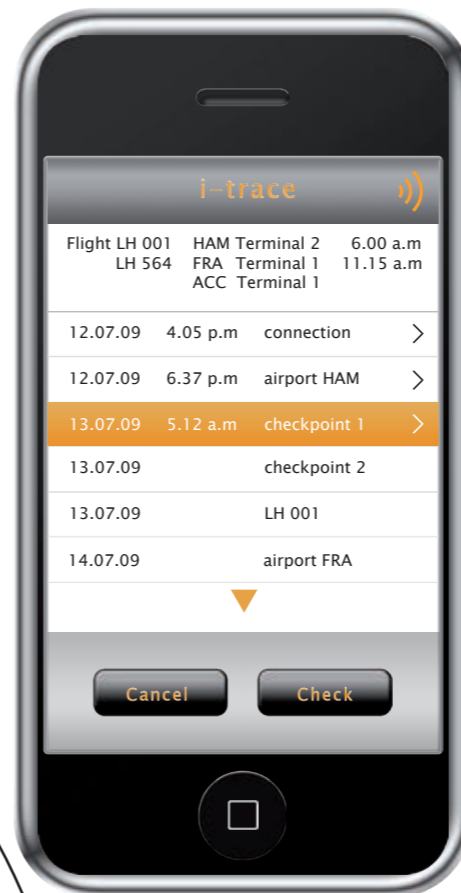 i-trace
Flight LH 001 HAM Terminal 2 6.00 a.m
LH 564 FRA Terminal 1 11.15 a.m
ACC Terminal 1
12.07.09 4.05 p.m connection
12.07.09 6.37 p.m airport HAM
13.07.09 5.12 a.m checkpoint 1
13.07.09 checkpoint 2
13.07.09 LH 001
14.07.09 airport FRA
Cancel Check